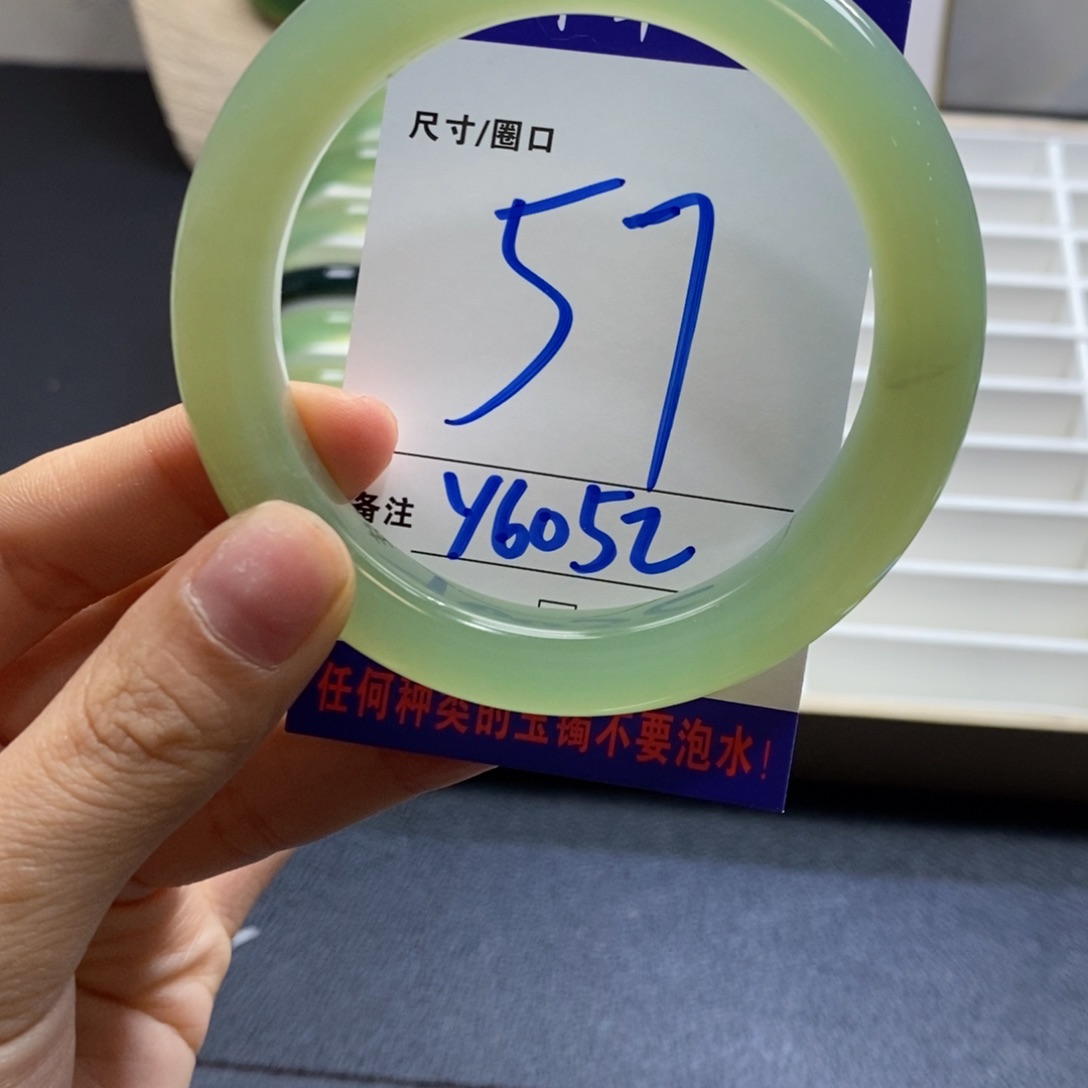 尺寸/圈口
57
备注 Y6052
任何种类的玉镯不要泡水!